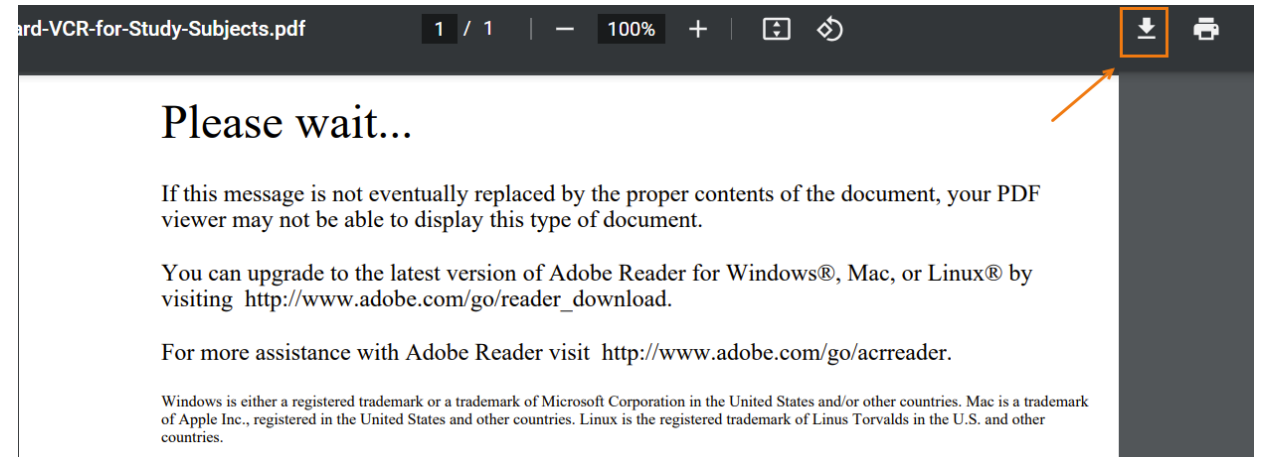 ard-VCR-for-Study-Subjects.pdf 1 / 1 | − 100% + |
Please wait...
If this message is not eventually replaced by the proper contents of the document, your PDF
viewer may not be able to display this type of document.
You can upgrade to the latest version of Adobe Reader for Windows®, Mac, or Linux® by
visiting  http://www.adobe.com/go/reader_download.
For more assistance with Adobe Reader visit  http://www.adobe.com/go/acrreader.
Windows is either a registered trademark or a trademark of Microsoft Corporation in the United States and/or other countries. Mac is a trademark
of Apple Inc., registered in the United States and other countries. Linux is the registered trademark of Linus Torvalds in the U.S. and other
countries.